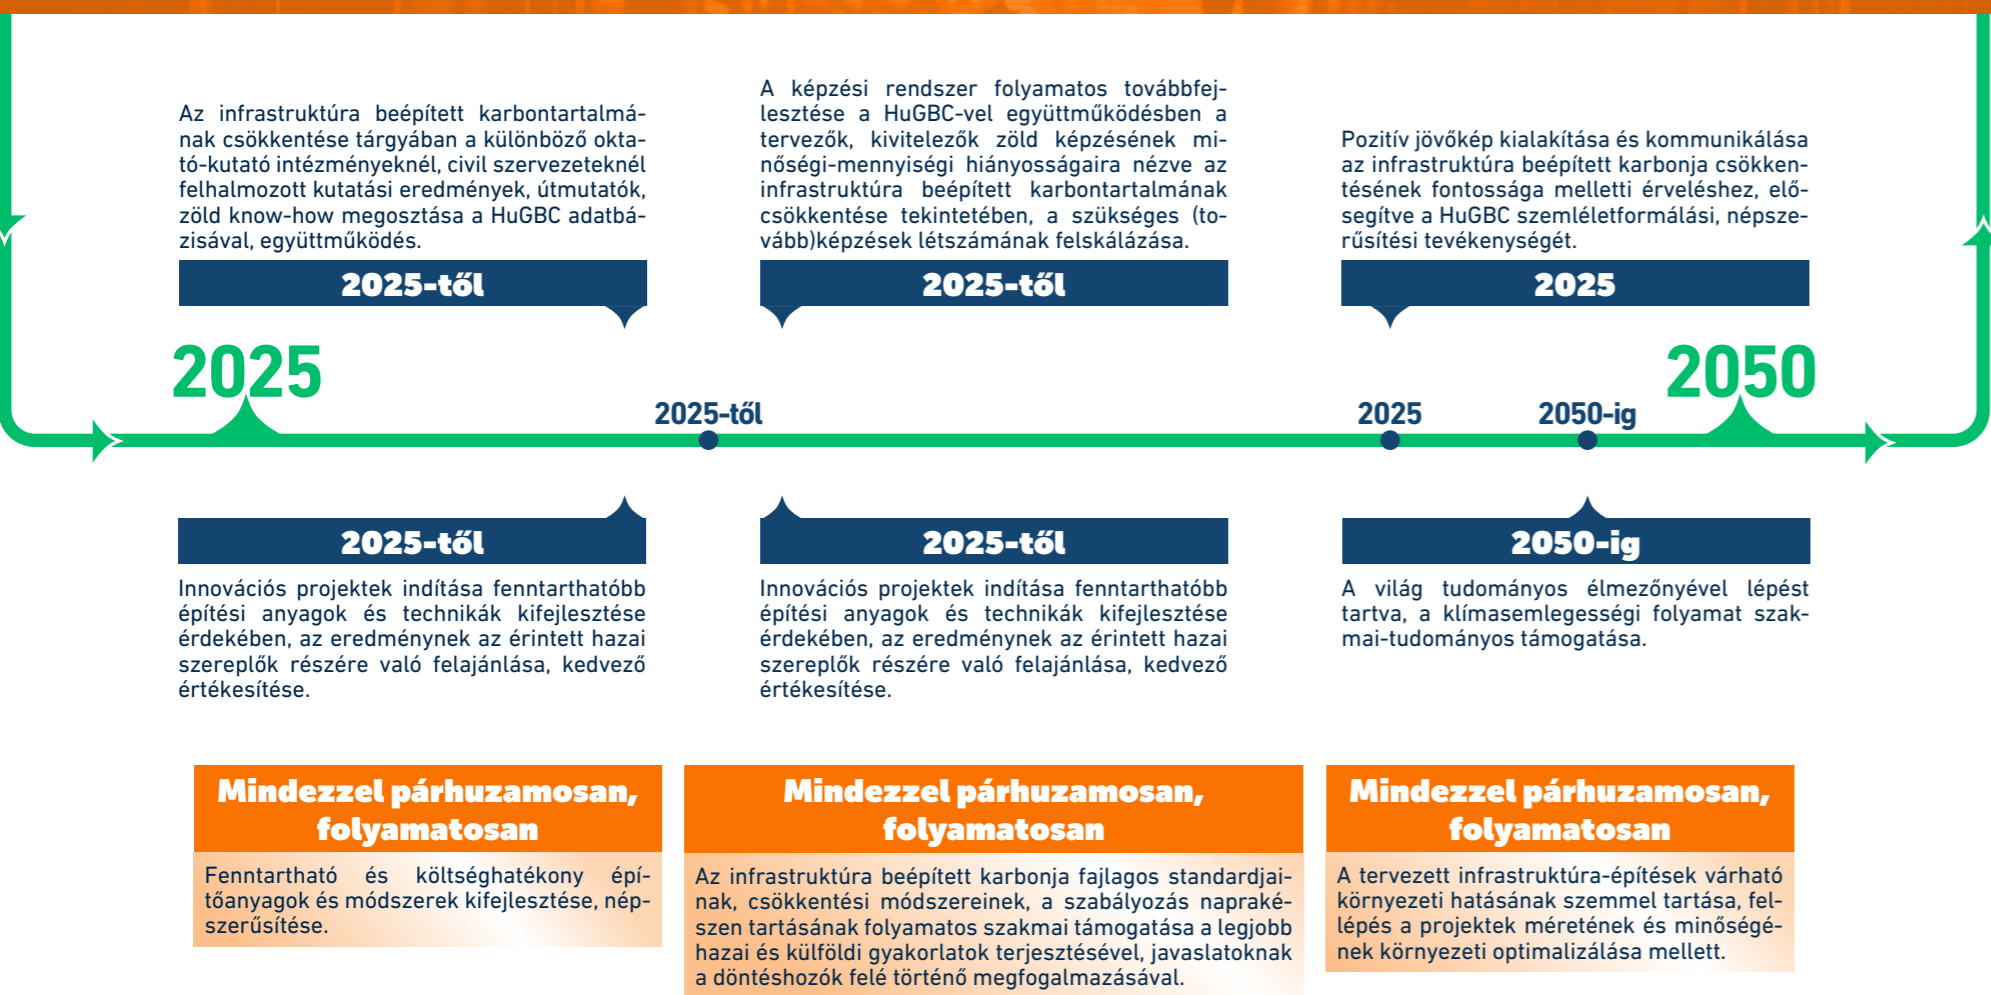 Az infrastruktúra beépített karbontartalmá-
nak csökkentése tárgyában a különböző okta-
tó-kutató intézményeknél, civil szervezeteknél
felhalmozott kutatási eredmények, útmutatók,
zöld know-how megosztása a HuGBC adatbá-
zisával, együttműködés.
2025-től
A képzési rendszer folyamatos továbbfej-
lesztése a HuGBC-vel együttműködésben a
tervezők, kivitelezők zöld képzésének mi-
nőségi-mennyiségi hiányosságaira nézve az
infrastruktúra beépített karbontartalmának
csökkentése tekintetében, a szükséges (to-
vább)képzések létszámának felskálázása.
2025-től
Pozitív jövőkép kialakítása és kommunikálása
az infrastruktúra beépített karbonja csökken-
tésének fontossága melletti érveléshez, elő-
segítve a HuGBC szemléletformálási, népsze-
rűsítési tevékenységét.
2025
2025
2025-től
2025
2050-ig
2050
2025-től
Innovációs projektek indítása fenntarthatóbb
építési anyagok és technikák kifejlesztése
érdekében, az eredménynek az érintett hazai
szereplők részére való felajánlása, kedvező
értékesítése.
2025-től
Innovációs projektek indítása fenntarthatóbb
építési anyagok és technikák kifejlesztése
érdekében, az eredménynek az érintett hazai
szereplők részére való felajánlása, kedvező
értékesítése.
2050-ig
A világ tudományos élmezőnyével lépést
tartva, a klímasemlegességi folyamat szak-
mai-tudományos támogatása.
Mindezzel párhuzamosan,
folyamatosan
Fenntartható és költséghatékony épí-
tőanyagok és módszerek kifejlesztése, nép-
szerűsítése.
Mindezzel párhuzamosan,
folyamatosan
Az infrastruktúra beépített karbonja fajlagos standardjai-
nak, csökkentési módszereinek, a szabályozás napraké-
szen tartásának folyamatos szakmai támogatása a legjobb
hazai és külföldi gyakorlatok terjesztésével, javaslatoknak
a döntéshozók felé történő megfogalmazásával.
Mindezzel párhuzamosan,
folyamatosan
A tervezett infrastruktúra-építések várható
környezeti hatásának szemmel tartása, fel-
lépés a projektek méretének és minőségé-
nek környezeti optimalizálása mellett.